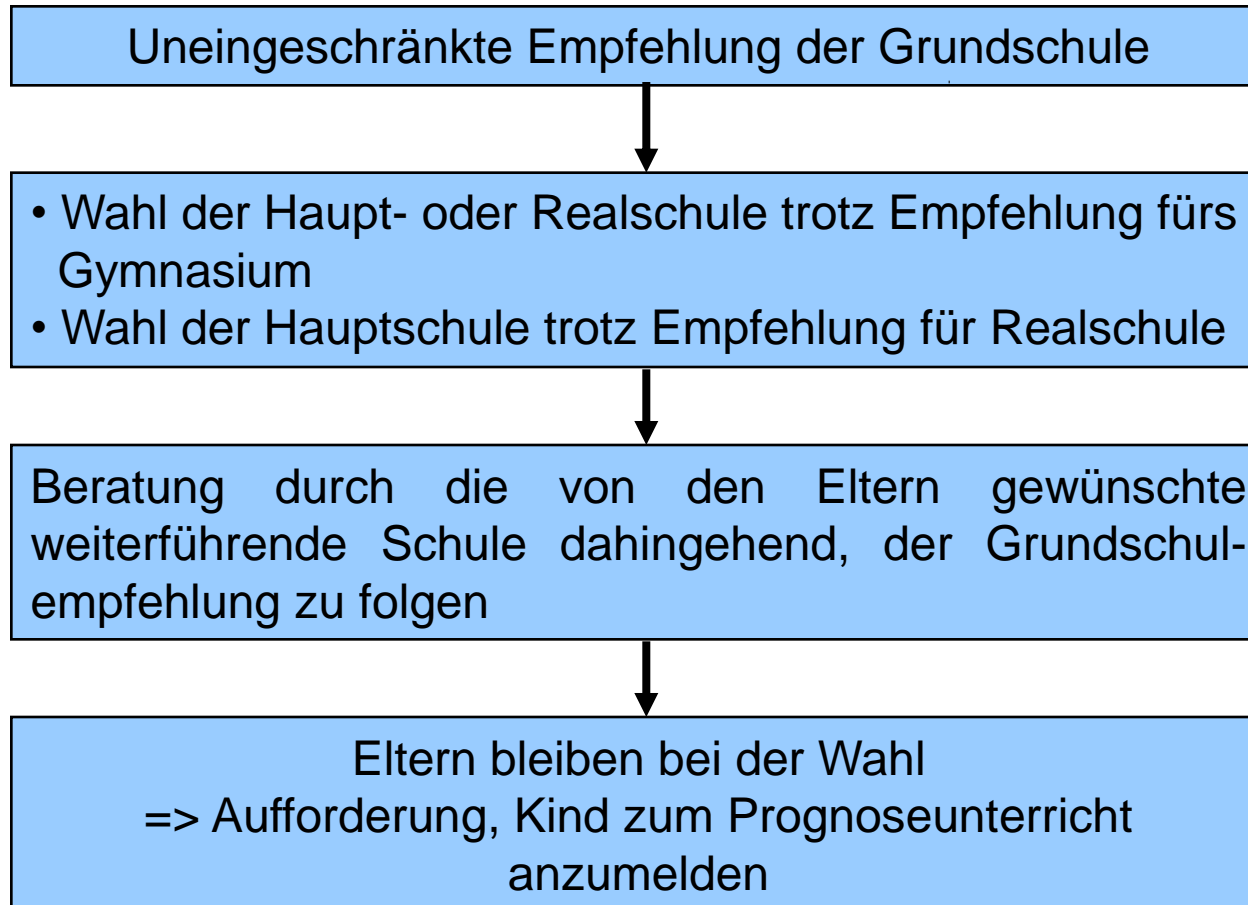 Uneingeschränkte Empfehlung der Grundschule
• Wahl der Haupt- oder Realschule trotz Empfehlung fürs
Gymnasium
• Wahl der Hauptschule trotz Empfehlung für Realschule
Beratung durch die von den Eltern gewünschte
weiterführende Schule dahingehend, der Grundschul-
empfehlung zu folgen
Eltern bleiben bei der Wahl
=> Aufforderung, Kind zum Prognoseunterricht
anzumelden